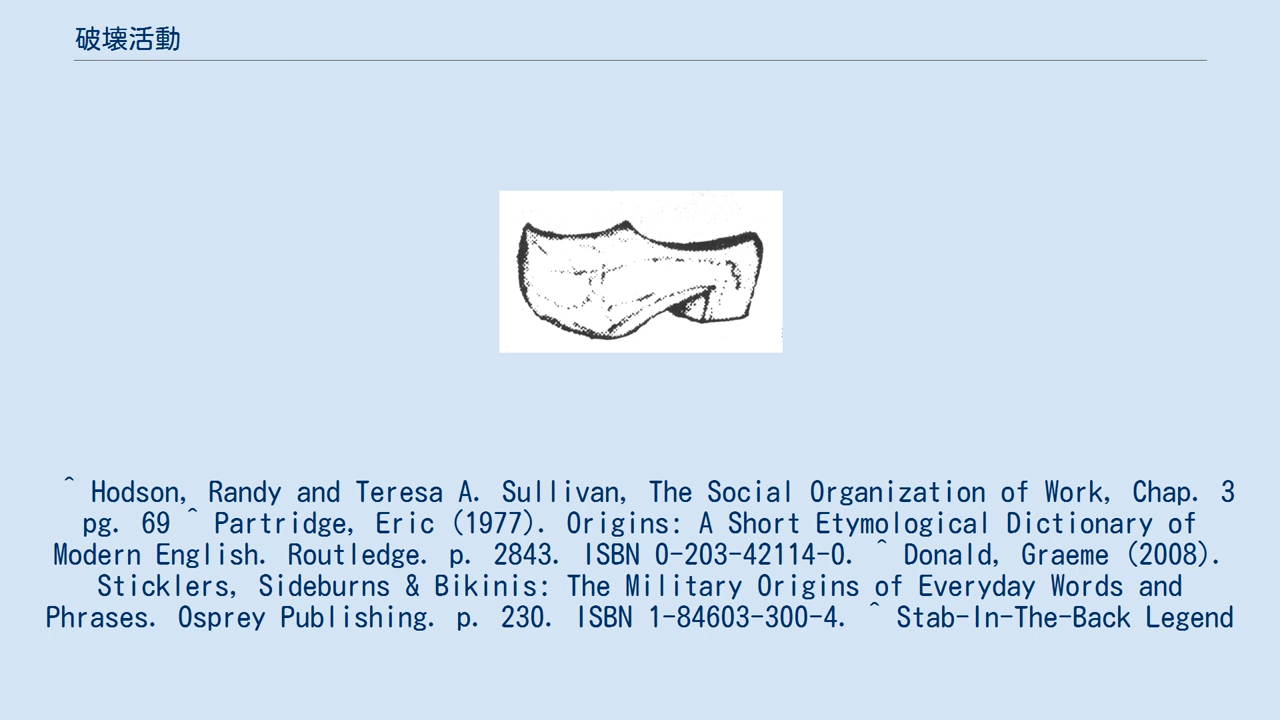 破壊活動
^ Hodson, Randy and Teresa A. Sullivan, The Social Organization of Work, Chap. 3
pg. 69 ^ Partridge, Eric (1977). Origins: A Short Etymological Dictionary of
Modern English. Routledge. p. 2843. ISBN 0-203-42114-0. ^ Donald, Graeme (2008).
Sticklers, Sideburns & Bikinis: The Military Origins of Everyday Words and
Phrases. Osprey Publishing. p. 230. ISBN 1-84603-300-4. ^ Stab-In-The-Back Legend